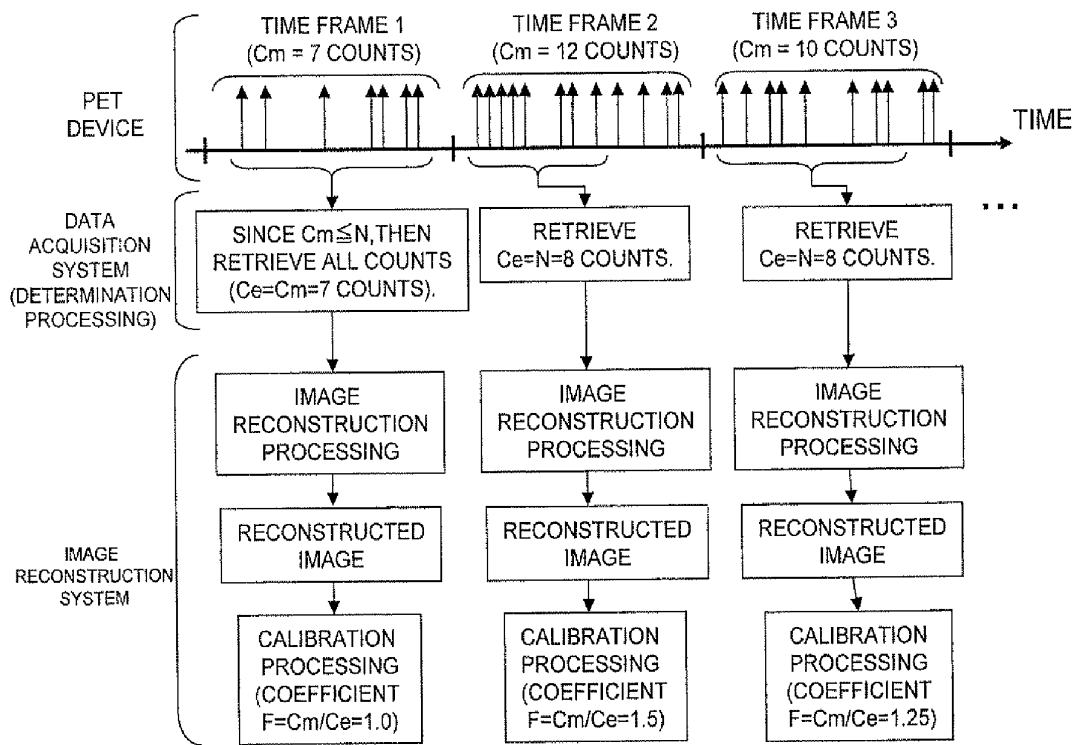 TIME FRAME 1
(Cm = 7 COUNTS)
TIME FRAME 2
(Cm = 12 COUNTS)
TIME FRAME 3
(Cm = 10 COUNTS)
PET
DEVICE
TIME
DATA
ACQUISITION
SYSTEM
(DETERMINATION
PROCESSING)
SINCE Cm≦N,THEN
RETRIEVE ALL COUNTS
(Ce=Cm=7 COUNTS).
RETRIEVE
Ce=N=8 COUNTS.
RETRIEVE
Ce=N=8 COUNTS.
...
IMAGE
RECONSTRUCTION
SYSTEM
IMAGE
RECONSTRUCTION
PROCESSING
IMAGE
RECONSTRUCTION
PROCESSING
IMAGE
RECONSTRUCTION
PROCESSING
RECONSTRUCTED
IMAGE
RECONSTRUCTED
IMAGE
RECONSTRUCTED
IMAGE
CALIBRATION
PROCESSING
(COEFFICIENT
F=Cm/Ce=1.0)
CALIBRATION
PROCESSING
(COEFFICIENT
F=Cm/Ce=1.5)
CALIBRATION
PROCESSING
(COEFFICIENT
F=Cm/Ce=1.25)